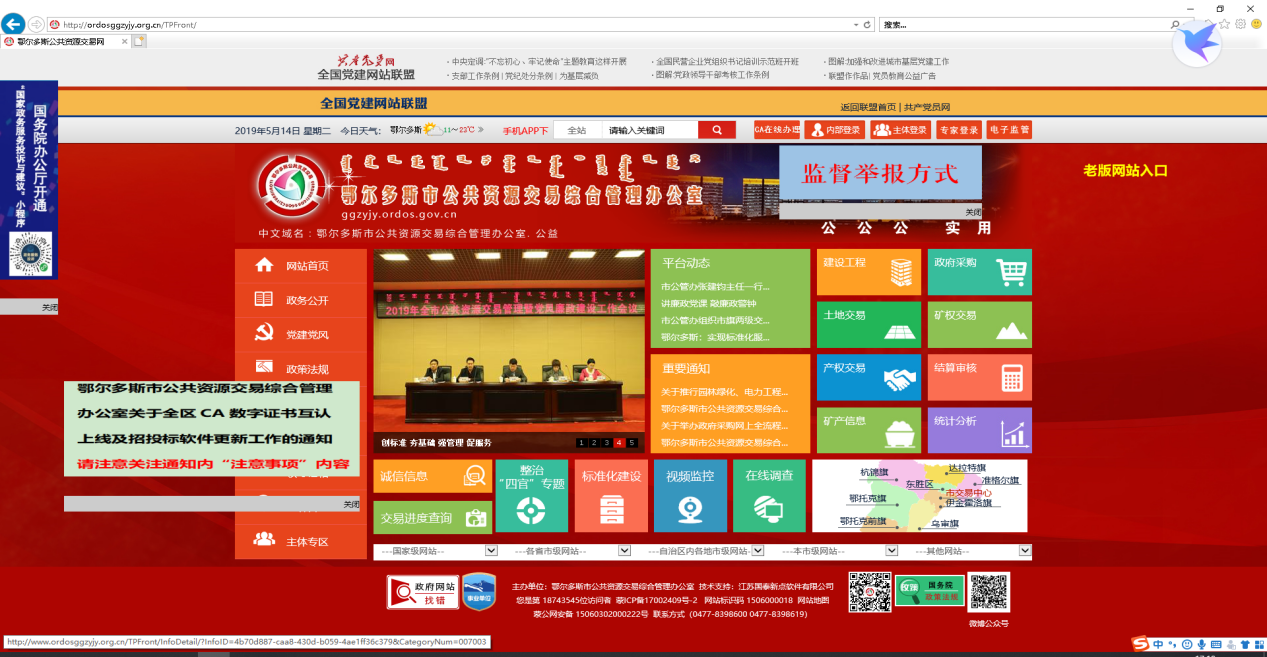 http://ordosggzyjy.org.cn/TPFront/
搜索...
鄂尔多斯公共资源交易网
共产党员网
全国党建网站联盟
·中央定调:"不忘初心、牢记使命"主题教育这样开展
·全国民营企业党组织书记培训示范班开班
·图解:加强和改进城市基层党建工作
·支部工作条例|党纪处分条例|为基层减负
·图解:党政领导干部考核工作条例
·联盟作作品|党员教育公益广告
全国党建网站联盟
返回联盟首页 | 共产党员网
2019年5月14日 星期二
今日天气:
鄂尔多斯
11～23℃
手机APP下
全站
请输入关键词
CA在线办理
内部登录
主体登录
专家登录
电子监管
国务院办公厅开通
"国家政务服务投诉与建议"小程序
关闭
鄂尔多斯市公共资源交易综合管理办公室
ggzyjy.ordos.gov.cn
中文域名：鄂尔多斯市公共资源交易综合管理办公室.公益
监督举报方式
关闭
公 公 公 实 用
老版网站入口
网站首页
政务公开
党建党风
政策法规
主体专区
鄂尔多斯市公共资源交易综合管理
办公室关于全区 CA 数字证书互认
上线及招投标软件更新工作的通知
请注意关注通知内"注意事项"内容
关闭
2019年全市公共资源交易管理暨党风廉政建设工作会议
创标准 夯基础 强管理 促服务
1 2 3 4 5
平台动态
市公管办张建钧主任一行...
讲廉政党课 敲廉政警钟
市公管办组织市旗两级交...
鄂尔多斯：实现标准化服...
重要通知
关于推行园林绿化、电力工程...
鄂尔多斯市公共资源交易综合...
关于举办政府采购网上全流程...
鄂尔多斯市公共资源交易综合...
建设工程
政府采购
土地交易
矿权交易
产权交易
结算审核
矿产信息
统计分析
诚信信息
交易进度查询
整治
"四官"专题
标准化建设
视频监控
在线调查
杭锦旗
达拉特旗
东胜区
准格尔旗
市交易中心
鄂托克旗
伊金霍洛旗
鄂托克前旗
乌审旗
---国家级网站--
---各省市级网站--
---自治区内各地市级网站-
---本市级网站--
---其他网站--
政府网站
找错
事业单位
主办单位：鄂尔多斯市公共资源交易综合管理办公室 技术支持：江苏国泰新点软件有限公司
您是第 18743545位访问者 蒙ICP备17002409号-2 网站标识码 1506000018 网站地图
蒙公网安备 15060302000222号 联系方式（0477-8398600 0477-8398619）
国务院
政策法规
微博公众号
http://www.ordosggzyjy.org.cn/TPFront/InfoDetail/?InfoID=4b70d887-caa8-430d-b059-4ae1ff36c379&CategoryNum=007003
中